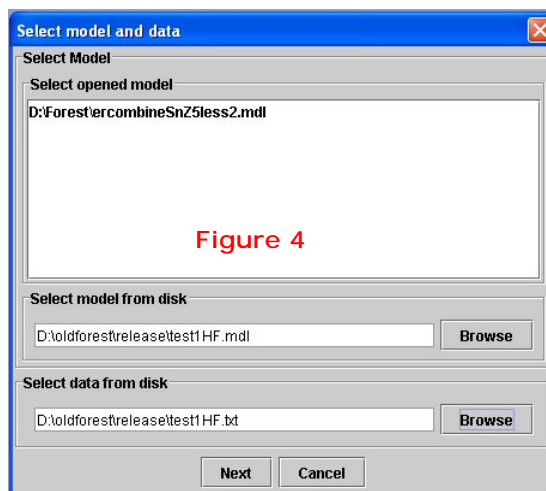 Select model and data
Select Model
Select opened model
D:\Forest\ercombineSnZ5less2.mdl
Figure 4
Select model from disk
D:\oldforest\release\test1HF.mdl Browse
Select data from disk
D:\oldforest\release\test1HF.txt Browse
Next Cancel